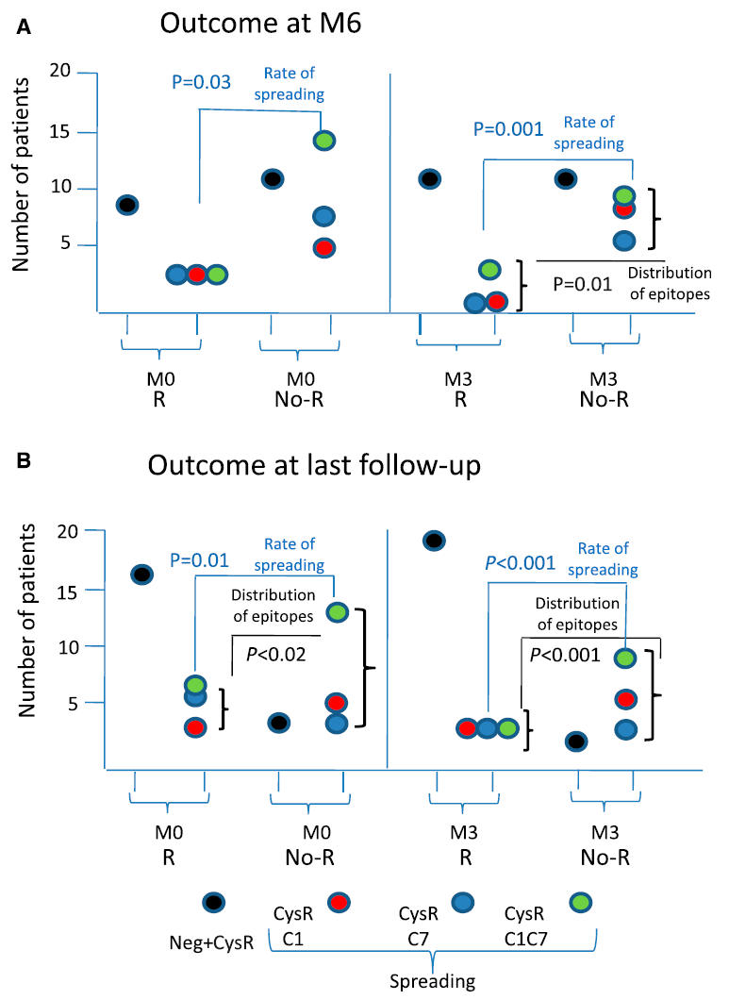 A
Outcome at M6
Number of patients
20
15
10
5
P=0.03
Rate of
spreading
P=0.001
Rate of
spreading
P=0.01
Distribution
of epitopes
M0
R
M0
No-R
M3
R
M3
No-R
B
Outcome at last follow-up
Number of patients
20
15
10
5
P=0.01
Rate of
spreading
Distribution
of epitopes
P<0.02
P<0.001
Rate of
spreading
Distribution
of epitopes
P<0.001
M0
R
M0
No-R
M3
R
M3
No-R
Neg+CysR
CysR
C1
CysR
C7
CysR
C1C7
Spreading